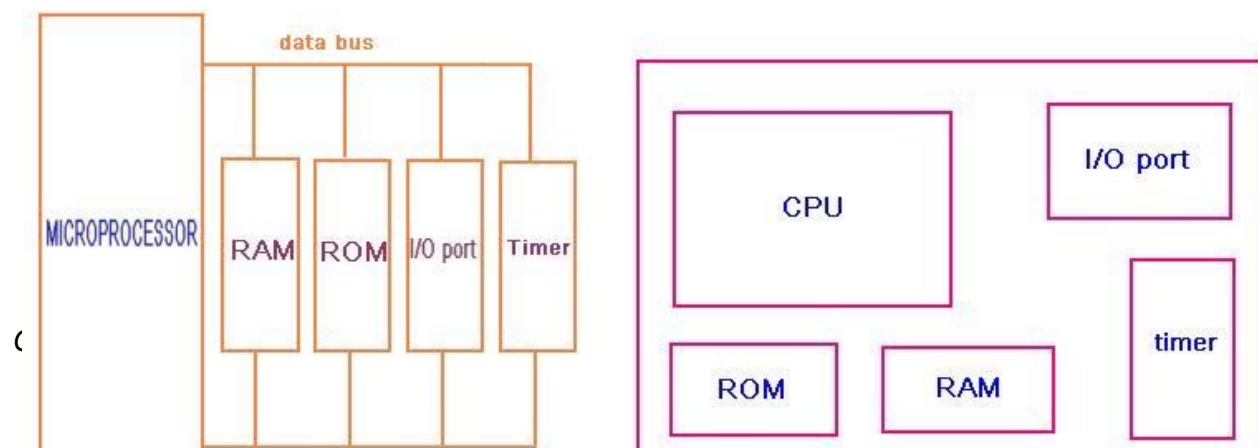 data bus
MICROPROCESSOR
RAM
ROM
I/O port
Timer
CPU
I/O port
timer
ROM
RAM